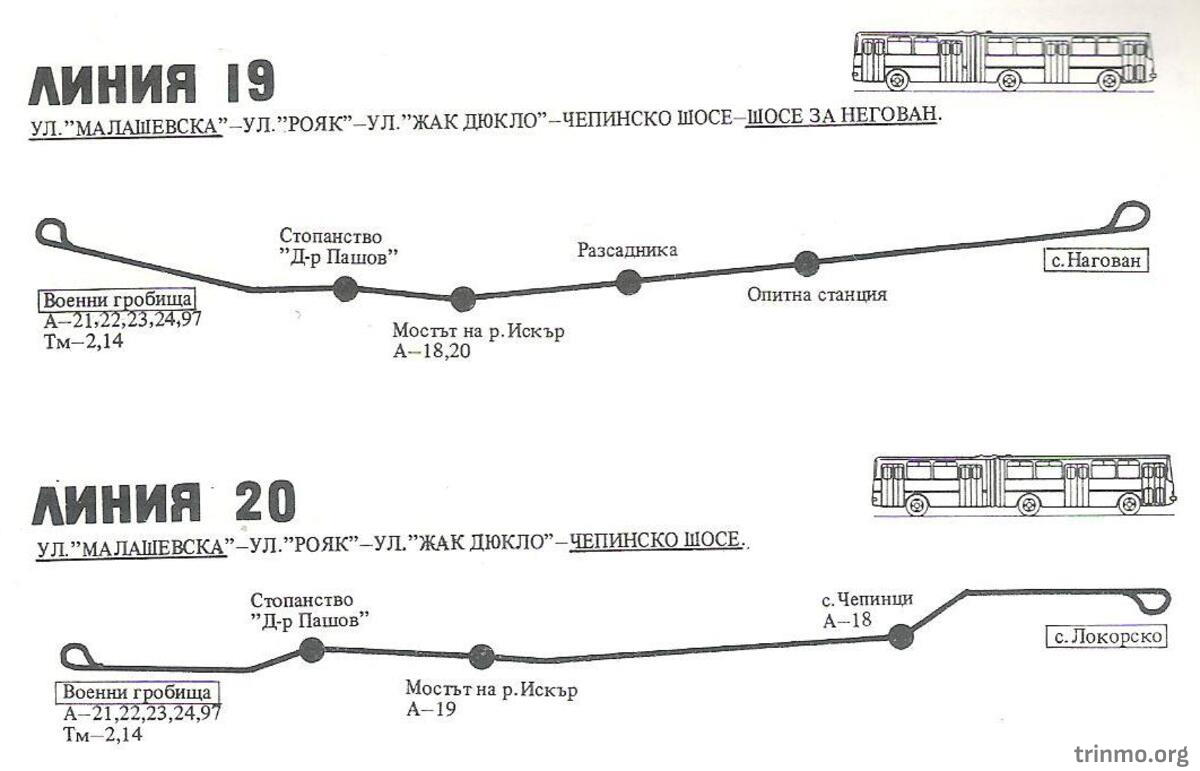 ЛИНИЯ 19
УЛ."МАЛАШЕВСКА"—УЛ."РОЯК"—УЛ."ЖАК ДЮКЛО"—ЧЕПИНСКО ШОСЕ—ШОСЕ ЗА НЕГОВАН.
Стопанство
"Д-р Пашов"
Разсадника
с.Нагован
Военни гробища
А—21,22,23,24,97
Тм—2,14
Опитна станция
Мостът на р.Искър
А—18,20
ЛИНИЯ 20
УЛ."МАЛАШЕВСКА"—УЛ."РОЯК"—УЛ."ЖАК ДЮКЛО"—ЧЕПИНСКО ШОСЕ.
Стопанство
"Д-р Пашов"
с.Чепинци
А—18
с.Локорско
Военни гробища
А—21,22,23,24,97
Тм—2,14
Мостът на р.Искър
А—19
trinmo.org